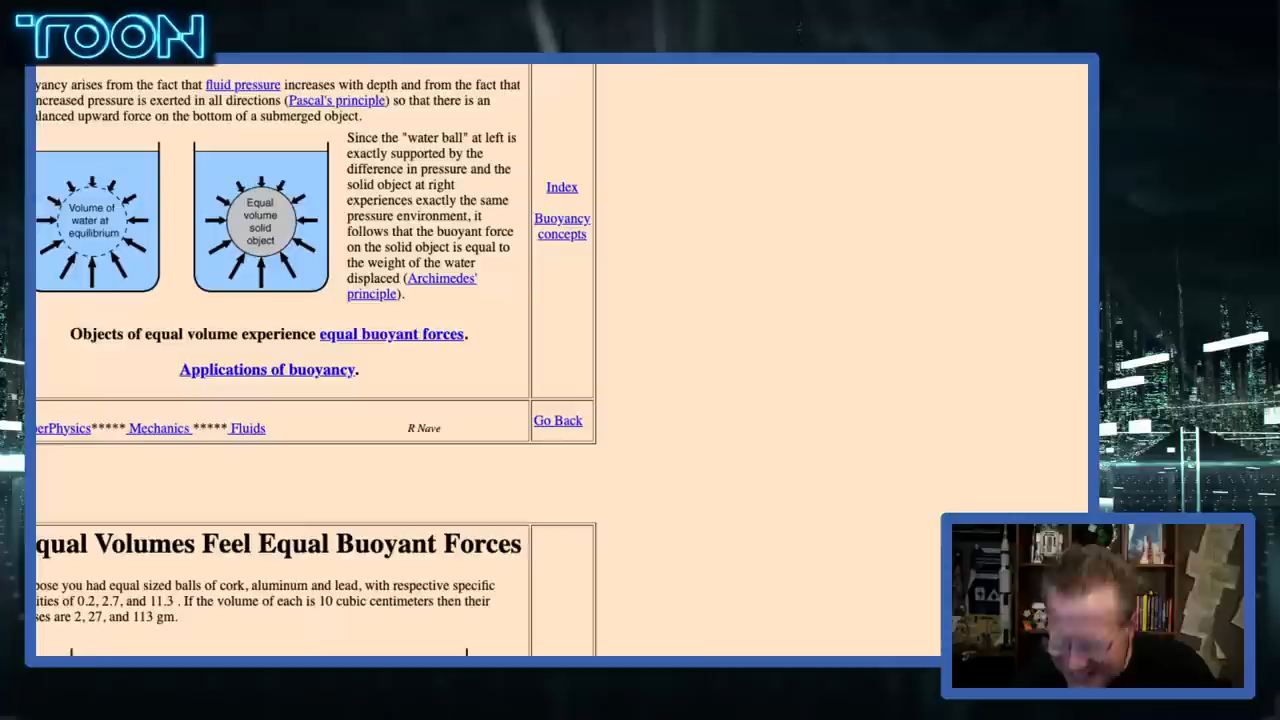 TOON
yancy arises from the fact that fluid pressure increases with depth and from the fact that
ncreased pressure is exerted in all directions (Pascal's principle) so that there is an
alanced upward force on the bottom of a submerged object.
Volume of
water at
equilibrium
Equal
volume
solid
object
Since the "water ball" at left is
exactly supported by the
difference in pressure and the
solid object at right
experiences exactly the same
pressure environment, it
follows that the buoyant force
on the solid object is equal to
the weight of the water
displaced (Archimedes'
principle).
Index
Buoyancy
concepts
Objects of equal volume experience equal buoyant forces.
Applications of buoyancy.
erPhysics***** Mechanics ***** Fluids
R Nave
Go Back
qual Volumes Feel Equal Buoyant Forces
pose you had equal sized balls of cork, aluminum and lead, with respective specific
ities of 0.2, 2.7, and 11.3 . If the volume of each is 10 cubic centimeters then their
ses are 2, 27, and 113 gm.